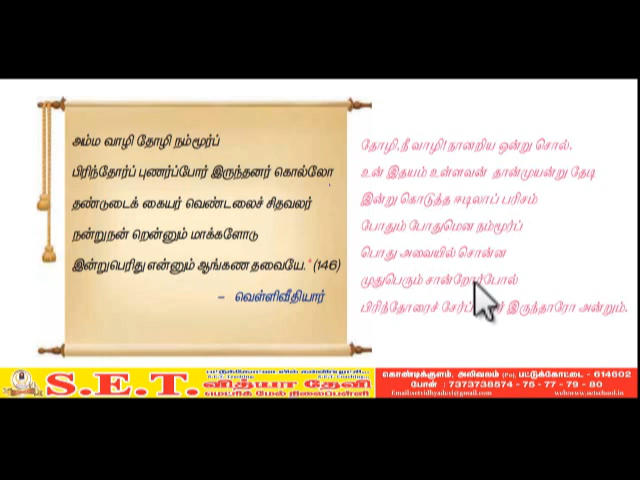 அம்ம வாழி தோழி நம்மூர்ப்
பிரிந்தோர்ப் புணர்ப்போர் இருந்தனர் கொல்லோ
தண்டுடைக் கையர் வெண்டலைச் சிதவலர்
நன்றுநன் றென்னும் மாக்களோடு
இன்றுபெரிது என்னும் ஆங்கண தவையே.* (146)
– வெள்ளிவீதியார்
தோழி,நீ வாழி! நானறிய ஒன்று சொல்.
உன் இதயம் உள்ளவன் தான்முயன்று தேடி
இன்று கொடுத்த ஈடிலாப் பரிசம்
போதும் போதுமென நம்மூர்ப்
பொது அவையில் சொன்ன
முதுபெரும் சான்றோர்போல்
பிரிந்தோரைச் இருந்தாரோ அன்றும்.
S.E.T. வித்யா தேவி
மெட்ரிக் மேல் நிலைப்பள்ளி
கொண்டிக்குளம், அலிவலம் (Po), பட்டுக்கோட்டை - 614602
போன் : 7373738874 - 75 - 77 - 79 - 80